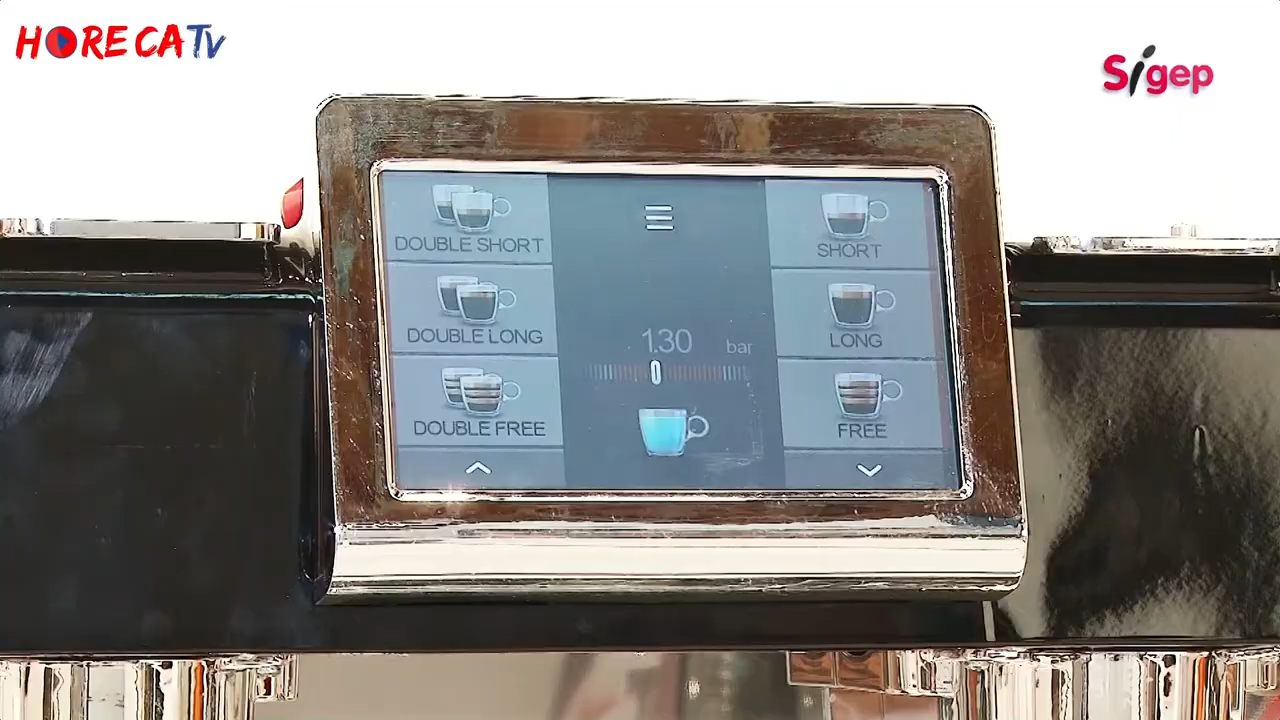 HORECATV
Sigep
DOUBLE SHORT
SHORT
DOUBLE LONG
LONG
1.30 bar
DOUBLE FREE
FREE